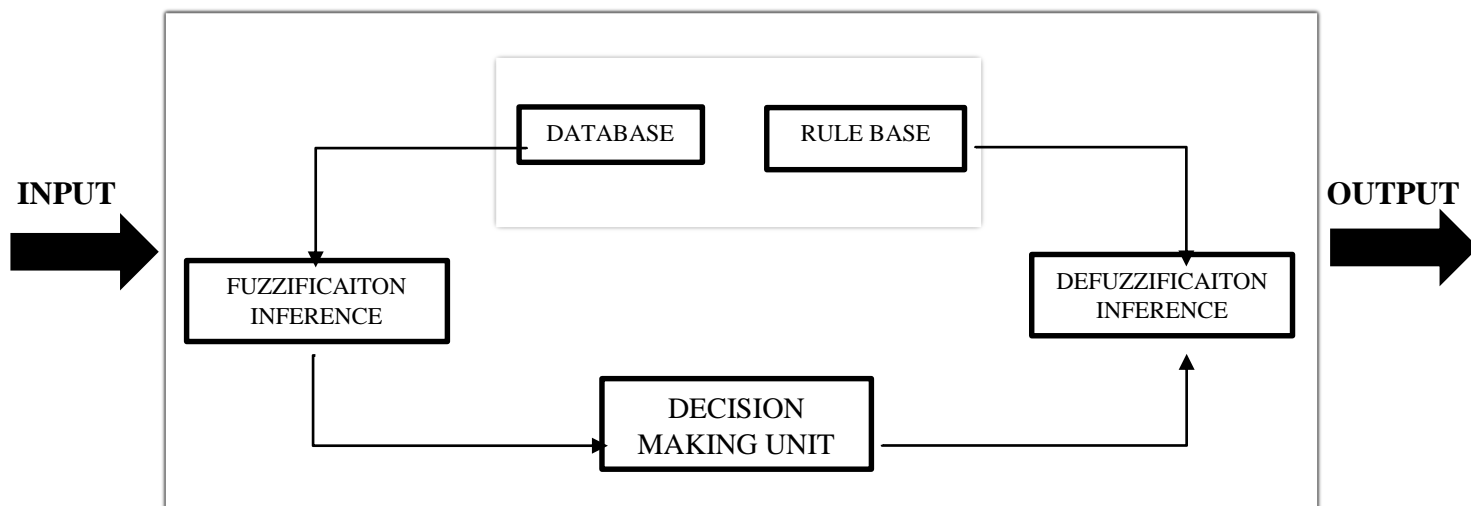 DATABASE
RULE BASE
INPUT
OUTPUT
FUZZIFICAITON
INFERENCE
DEFUZZIFICAITON
INFERENCE
DECISION
MAKING UNIT